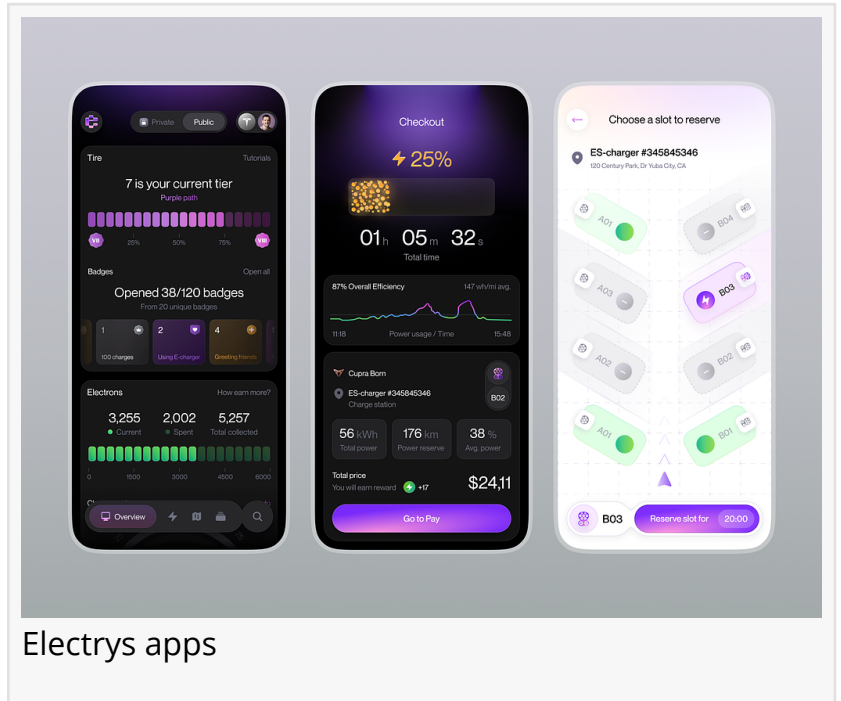 Private
Public
Tire
Tutorials
7 is your current tier
Purple path
VII
25%
50%
75%
VIII
Badges
Open all
Opened 38/120 badges
From 20 unique badges
1
2
4
100 charges
Using E-charger
Greeting friends
Electrons
How earn more?
3,255
2,002
5,257
Current
Spent
Total collected
0
1500
3000
4500
6000
Overview
Checkout
25%
01h 05m 32s
Total time
87% Overall Efficiency
147 wh/mi avg.
11:18
Power usage / Time
15:48
Cupra Born
ES-charger #345845346
Charge station
B02
56 kWh
Total power
176 km
Power reserve
38 %
Avg. power
Total price
You will earn reward
+17
$24,11
Go to Pay
Choose a slot to reserve
ES-charger #345845346
120 Century Park, Dr Yuba City, CA
A01
B04
A03
B03
A02
B02
A01
B01
B03
Reserve slot for
20:00
Electrys apps